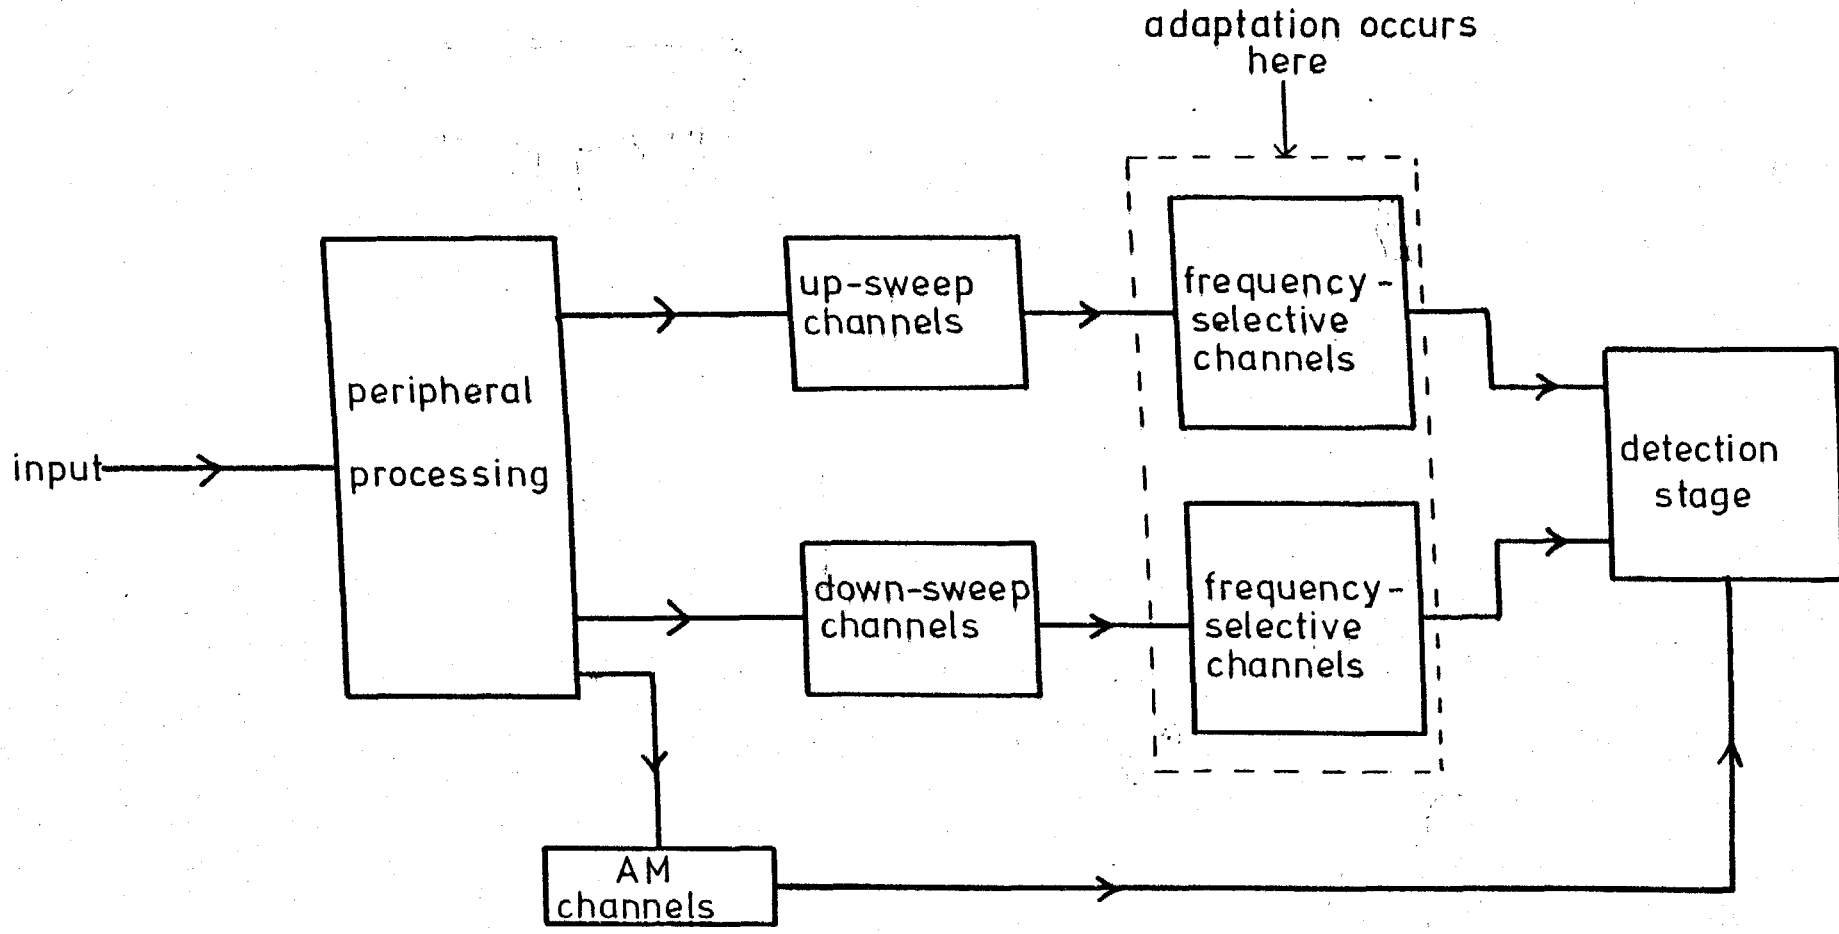 adaptation occurs
here
up-sweep
channels
frequency-
selective
channels
peripheral
processing
input
detection
stage
down-sweep
channels
frequency-
selective
channels
AM
channels